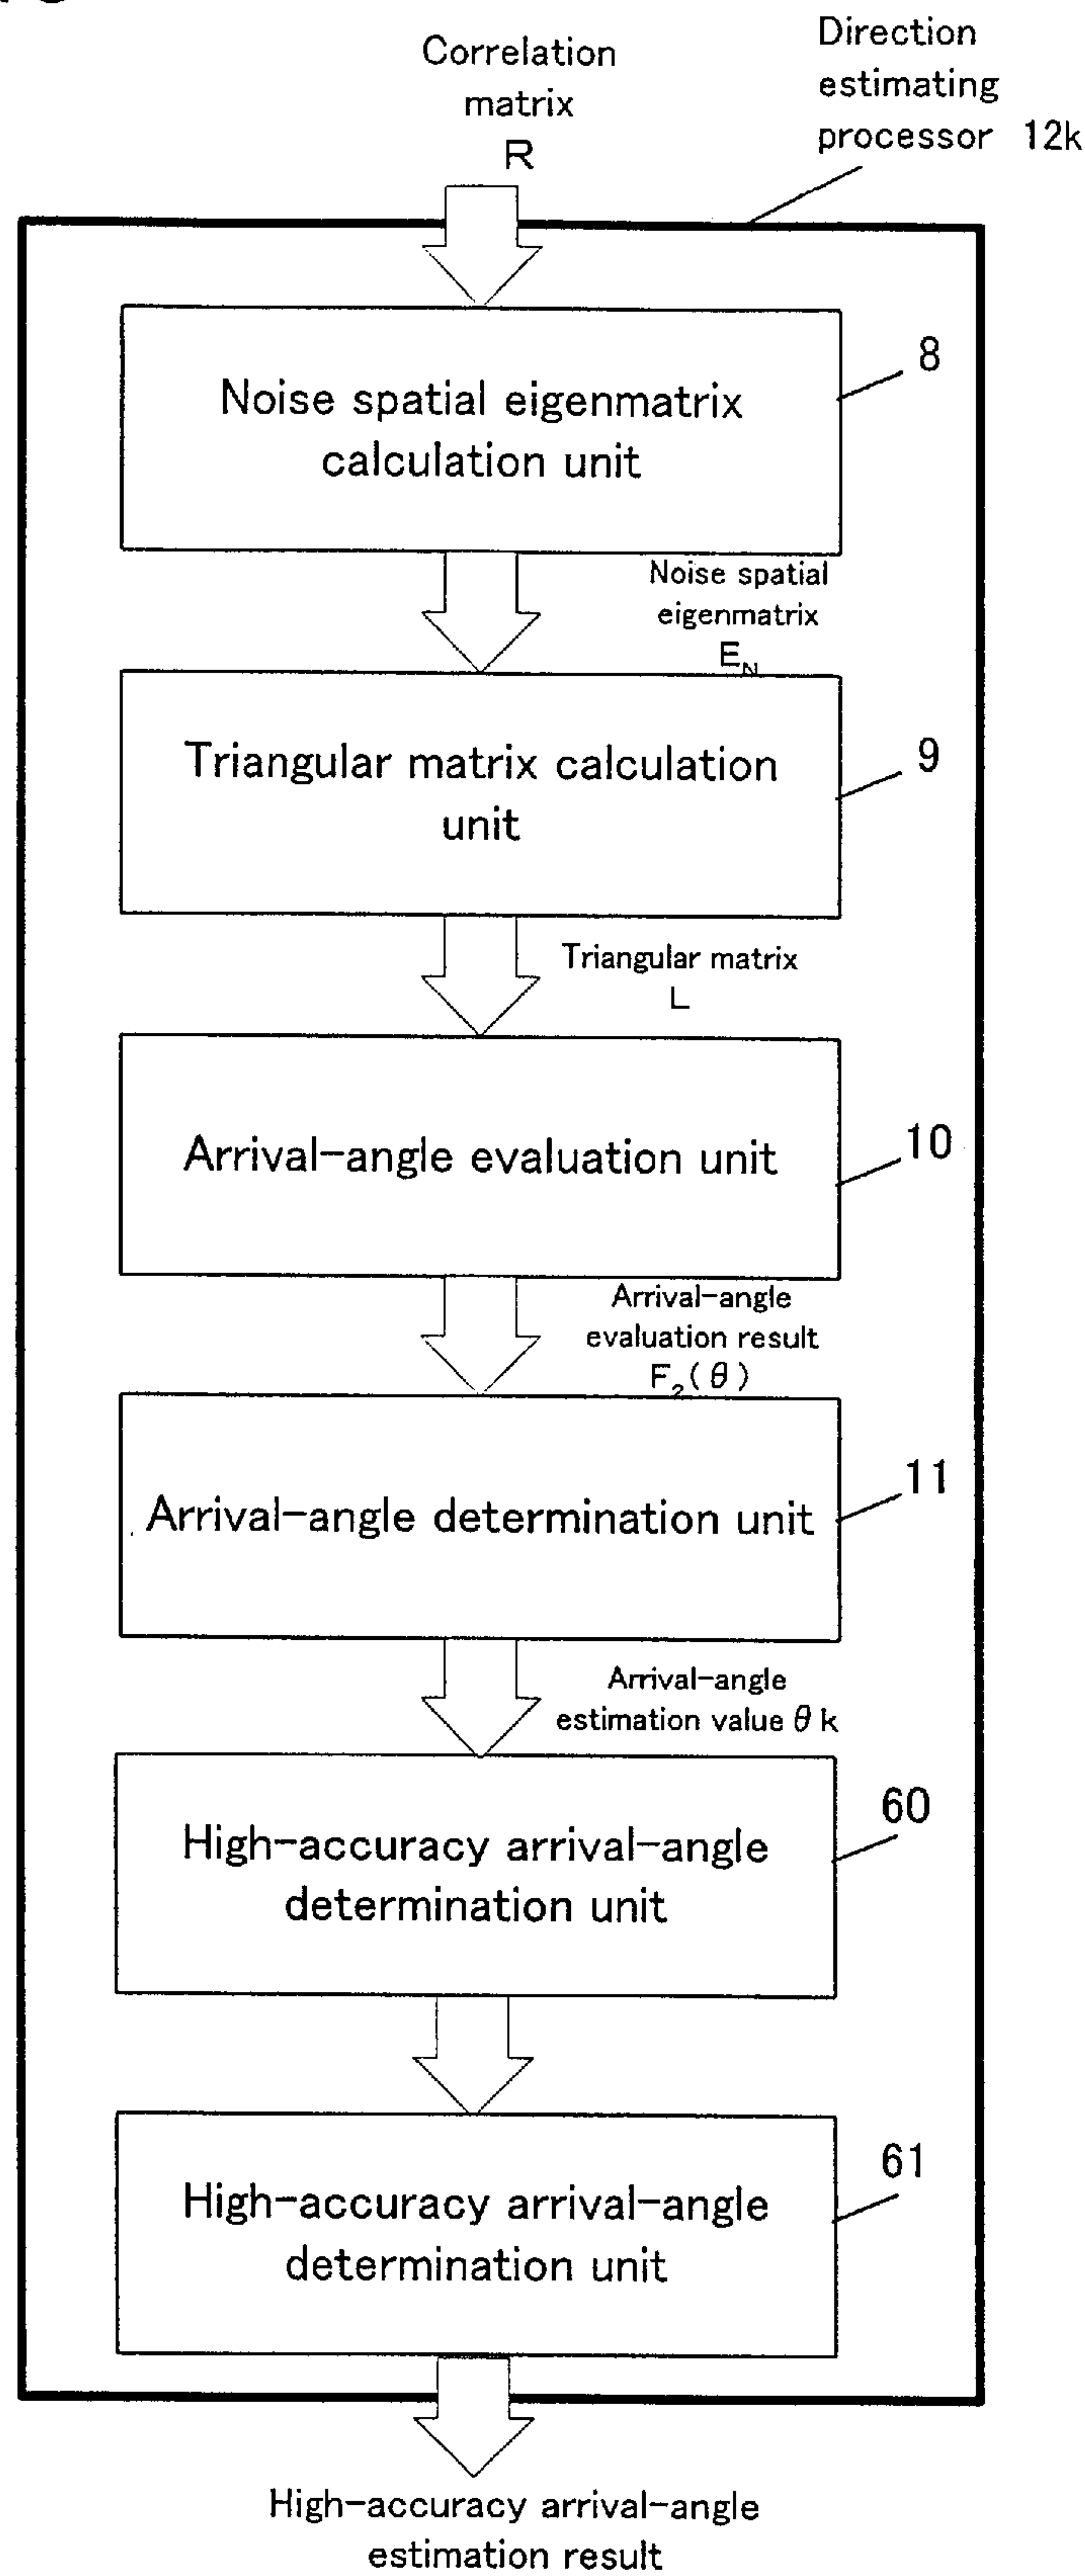 Correlation
matrix
R
Direction
estimating
processor 12k
Noise spatial eigenmatrix
calculation unit
8
Noise spatial
eigenmatrix
E_N
Triangular matrix calculation
unit
9
Triangular matrix
L
Arrival-angle evaluation unit
10
Arrival-angle
evaluation result
F₂(θ)
Arrival-angle determination unit
11
Arrival-angle
estimation value θk
High-accuracy arrival-angle
determination unit
60
High-accuracy arrival-angle
determination unit
61
High-accuracy arrival-angle
estimation result